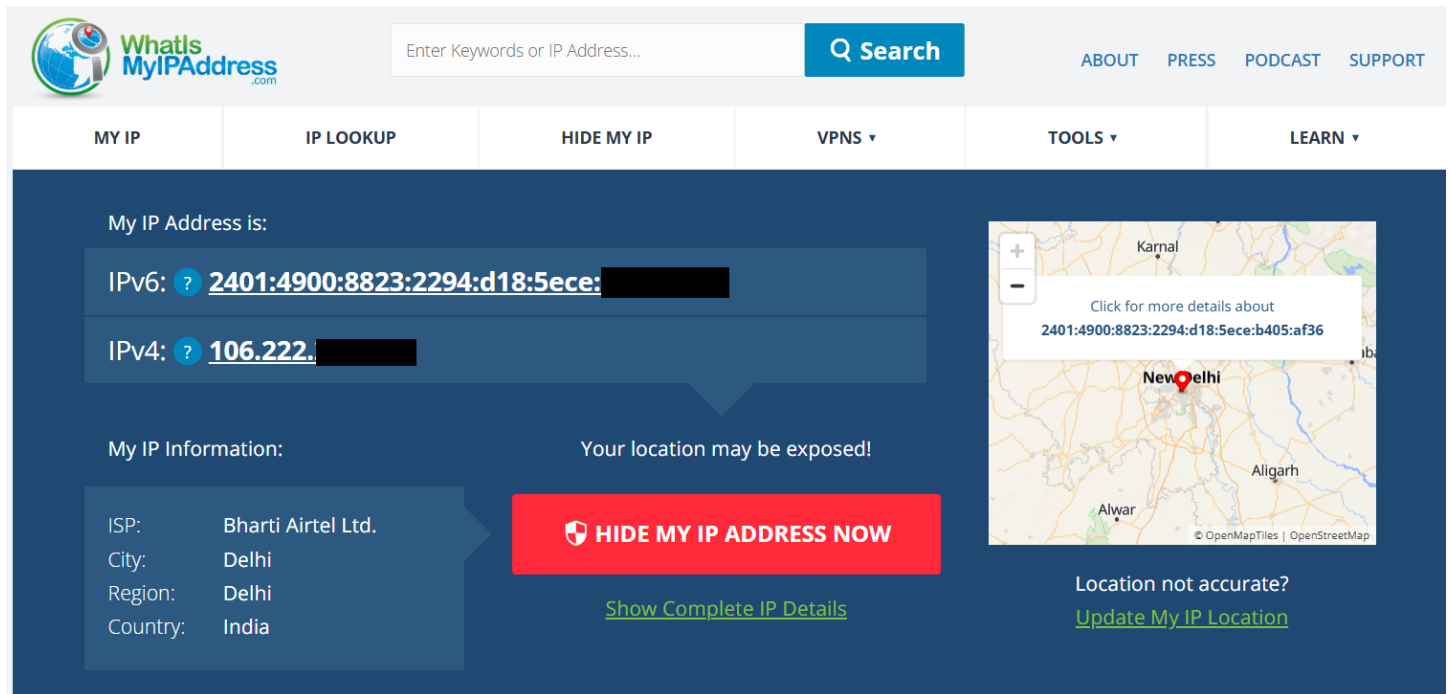 WhatIs
MyIPAddress
.com
Enter Keywords or IP Address...
Search
ABOUT PRESS PODCAST SUPPORT
MY IP IP LOOKUP HIDE MY IP VPNS ▾ TOOLS ▾ LEARN ▾
My IP Address is:
IPv6: ? 2401:4900:8823:2294:d18:5ece:
IPv4: ? 106.222.
My IP Information:
ISP: Bharti Airtel Ltd.
City: Delhi
Region: Delhi
Country: India
Your location may be exposed!
HIDE MY IP ADDRESS NOW
Show Complete IP Details
+
−
Karnal
Click for more details about
2401:4900:8823:2294:d18:5ece:b405:af36
New Delhi
Aligarh
Alwar
© OpenMapTiles | OpenStreetMap
Location not accurate?
Update My IP Location